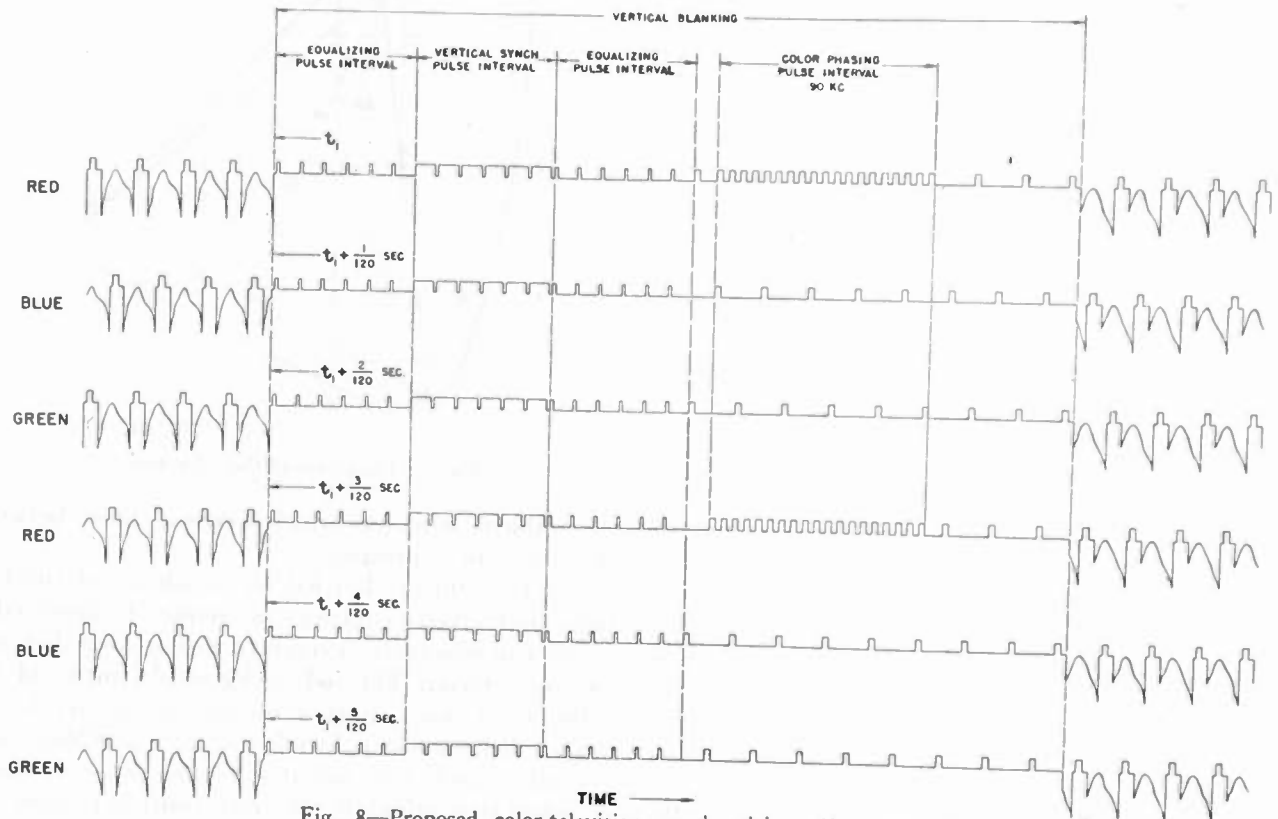 VERTICAL BLANKING
EQUALIZING
PULSE INTERVAL
VERTICAL SYNCH
PULSE INTERVAL
EQUALIZING
PULSE INTERVAL
COLOR PHASING
PULSE INTERVAL
90 KC
t₁
RED
t₁ + 1/120 SEC
BLUE
t₁ + 2/120 SEC.
GREEN
t₁ + 3/120 SEC.
RED
t₁ + 4/120 SEC.
BLUE
t₁ + 5/120 SEC.
GREEN
TIME
Fig. 8—Proposed color-television